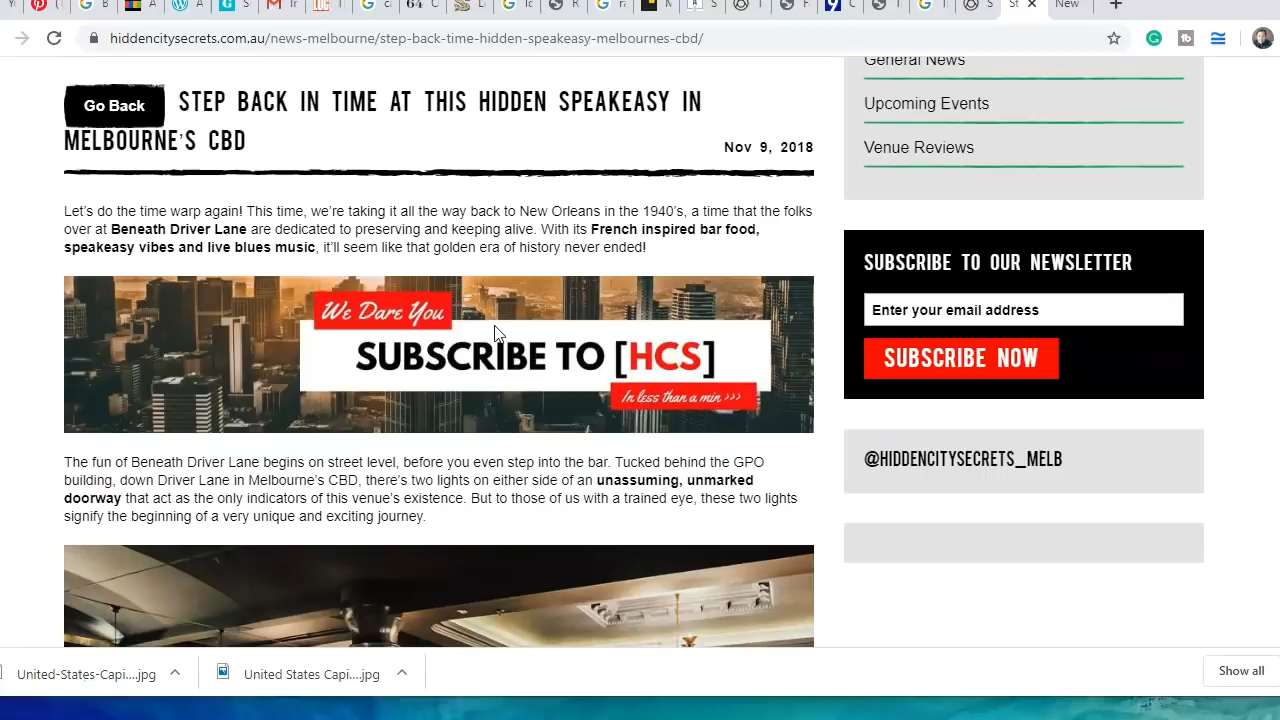 hiddencitysecrets.com.au/news-melbourne/step-back-time-hidden-speakeasy-melbournes-cbd/
General News
Go Back STEP BACK IN TIME AT THIS HIDDEN SPEAKEASY IN
MELBOURNE'S CBD
Nov 9, 2018
Upcoming Events
Venue Reviews
Let's do the time warp again! This time, we're taking it all the way back to New Orleans in the 1940's, a time that the folks
over at Beneath Driver Lane are dedicated to preserving and keeping alive. With its French inspired bar food,
speakeasy vibes and live blues music, it'll seem like that golden era of history never ended!
We Dare You
SUBSCRIBE TO [HCS]
In less than a min >>>
SUBSCRIBE TO OUR NEWSLETTER
Enter your email address
SUBSCRIBE NOW
@HIDDENCITYSECRETS_MELB
The fun of Beneath Driver Lane begins on street level, before you even step into the bar. Tucked behind the GPO
building, down Driver Lane in Melbourne's CBD, there's two lights on either side of an unassuming, unmarked
doorway that act as the only indicators of this venue's existence. But to those of us with a trained eye, these two lights
signify the beginning of a very unique and exciting journey.
United-States-Capi....jpg
United States Capi....jpg
Show all